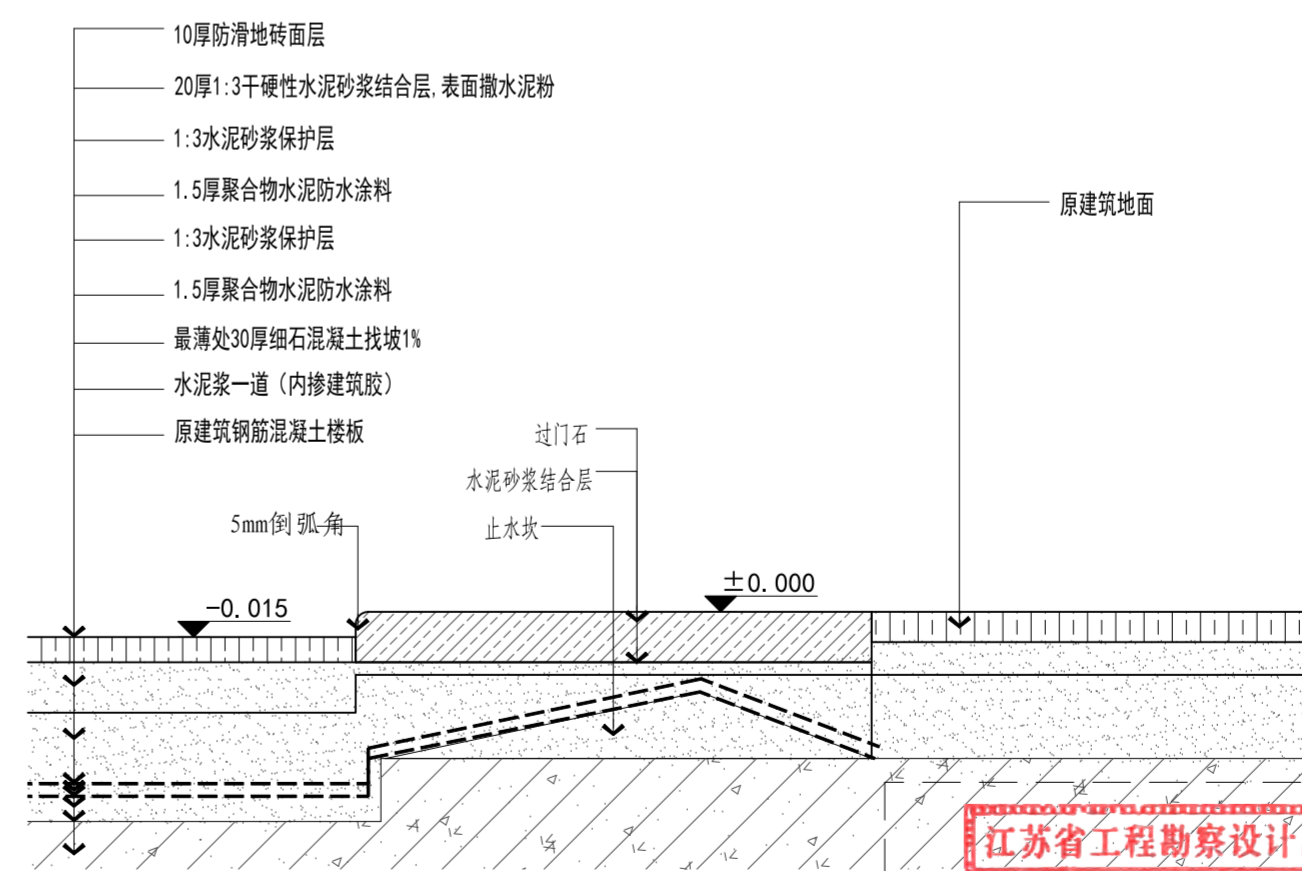 10厚防滑地砖面层
20厚1:3干硬性水泥砂浆结合层,表面撒水泥粉
1:3水泥砂浆保护层
1.5厚聚合物水泥防水涂料
1:3水泥砂浆保护层
1.5厚聚合物水泥防水涂料
最薄处30厚细石混凝土找坡1%
水泥浆一道（内掺建筑胶）
原建筑钢筋混凝土楼板
原建筑地面
过门石
水泥砂浆结合层
5mm倒弧角
止水坎
-0.015
±0.000
江苏省工程勘察设计